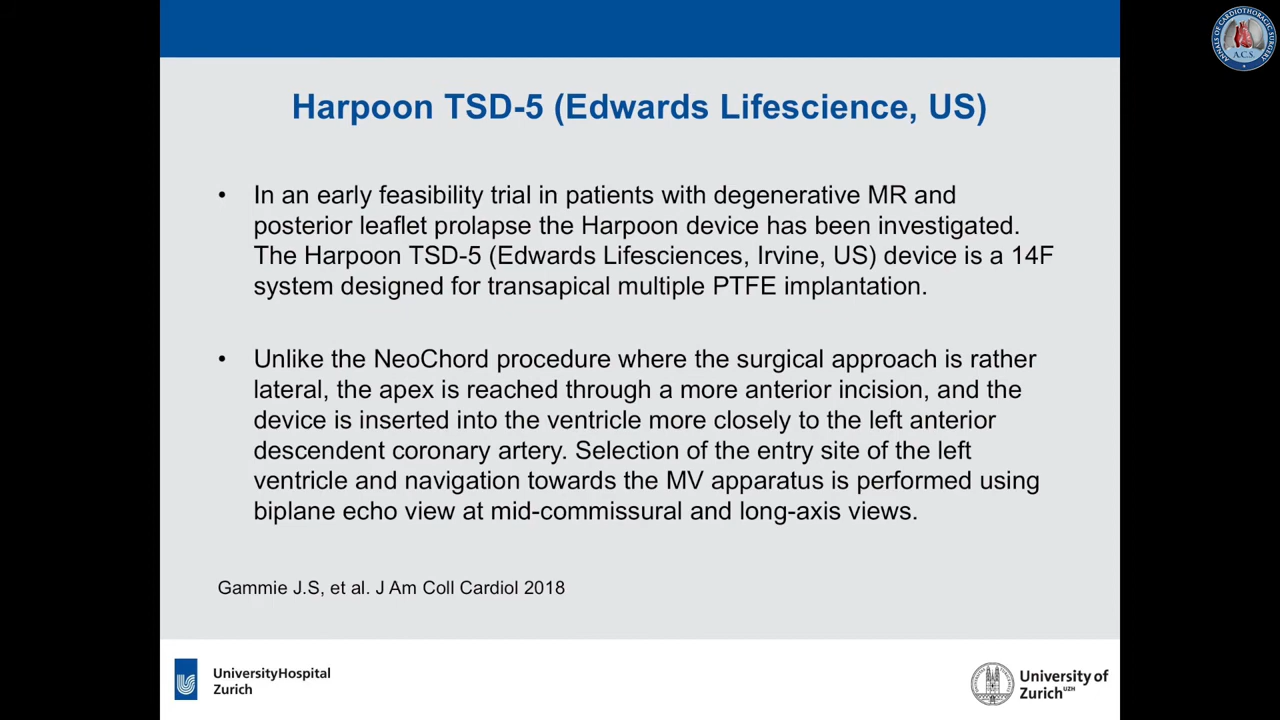 ANNALS OF CARDIOTHORACIC SURGERY
A.C.S
Harpoon TSD-5 (Edwards Lifescience, US)
• In an early feasibility trial in patients with degenerative MR and
posterior leaflet prolapse the Harpoon device has been investigated.
The Harpoon TSD-5 (Edwards Lifesciences, Irvine, US) device is a 14F
system designed for transapical multiple PTFE implantation.
• Unlike the NeoChord procedure where the surgical approach is rather
lateral, the apex is reached through a more anterior incision, and the
device is inserted into the ventricle more closely to the left anterior
descendent coronary artery. Selection of the entry site of the left
ventricle and navigation towards the MV apparatus is performed using
biplane echo view at mid-commissural and long-axis views.
Gammie J.S, et al. J Am Coll Cardiol 2018
UniversityHospital
Zurich
University of
Zurich UZH